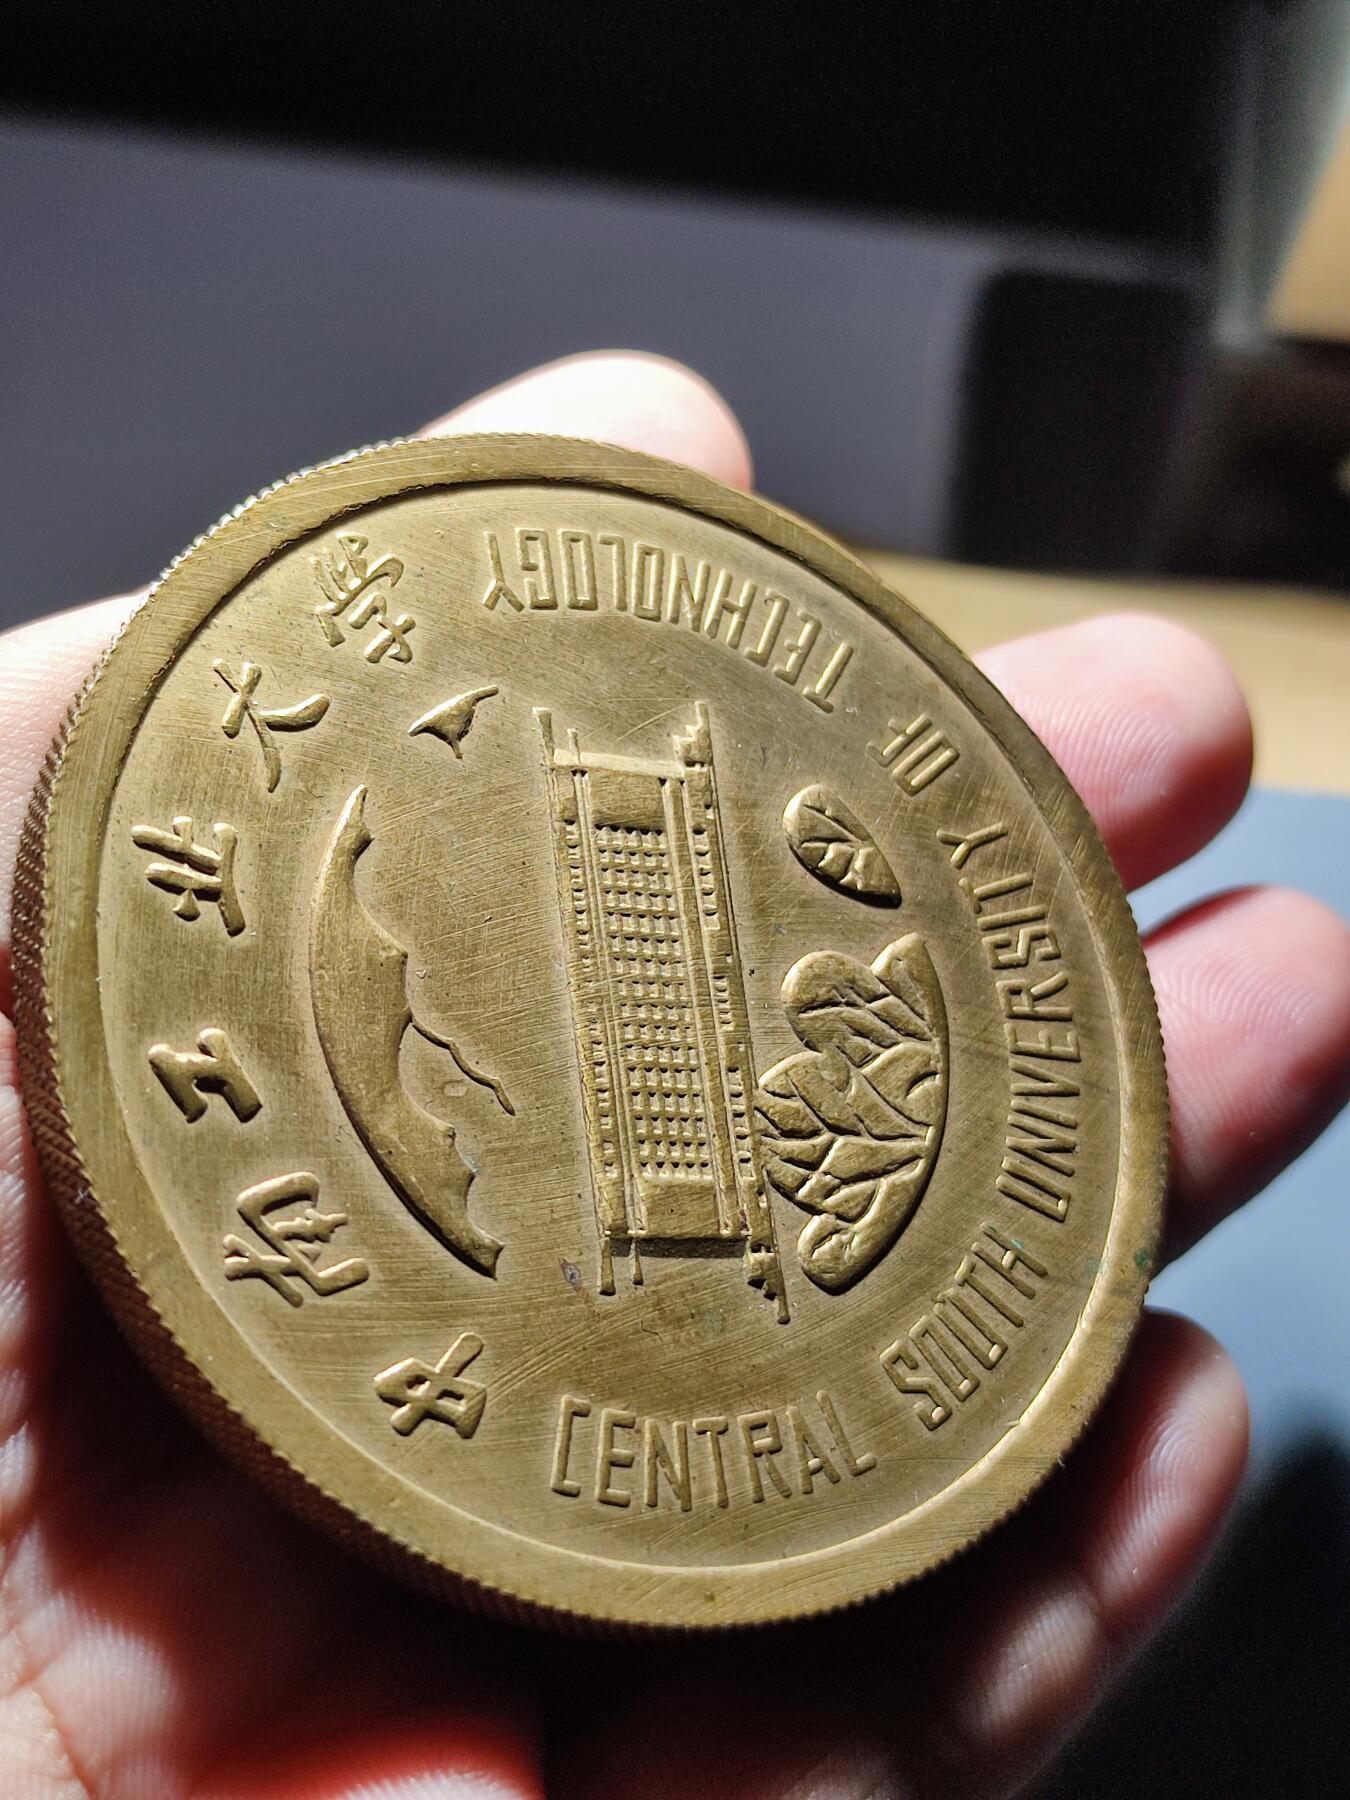 中南工业大学
CENTRAL SOUTH UNIVERSITY OF TECHNOLOGY